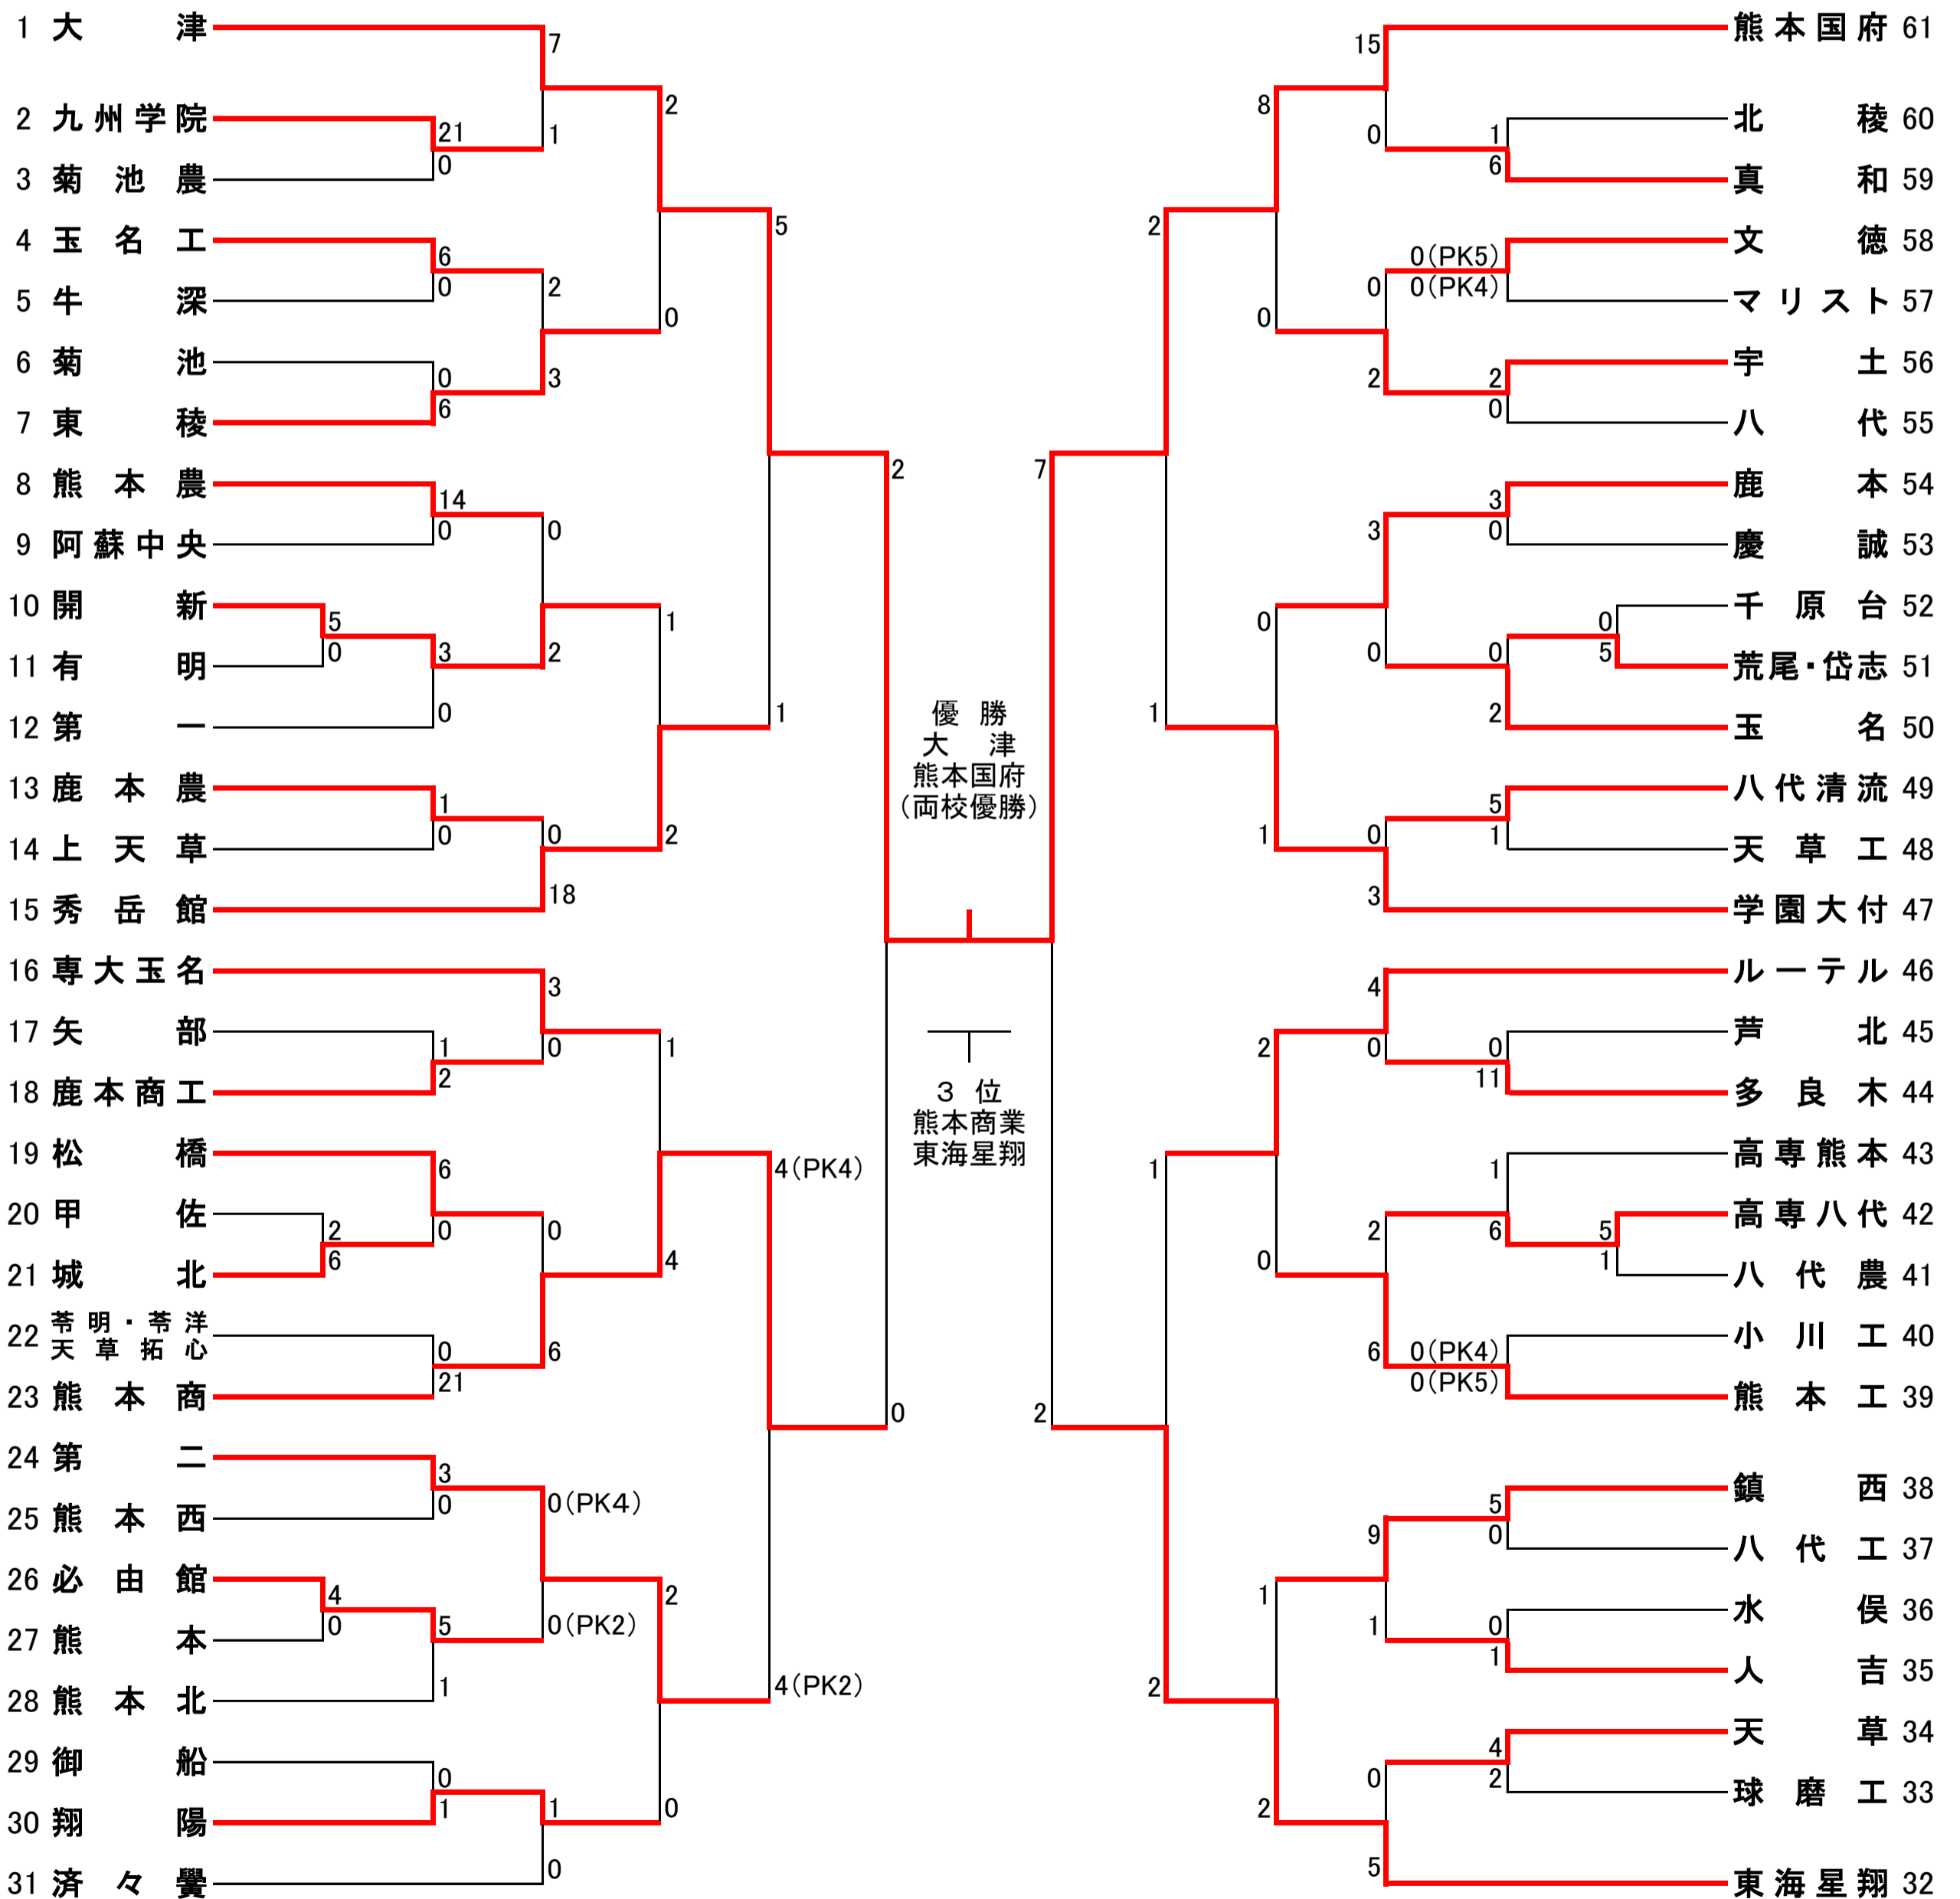 1 大津
2 九州学院
3 菊池農
4 玉名工
5 牛深
6 菊池
7 東稜
8 熊本農
9 阿蘇中央
10 開新
11 有明
12 第一
13 鹿本農
14 上天草
15 秀岳館
16 専大玉名
17 矢部
18 鹿本商工
19 松橋
20 甲佐
21 城北
22 苓明・苓洋
天草拓心
23 熊本商
24 第二
25 熊本西
26 必由館
27 熊本
28 熊本北
29 御船
30 翔陽
31 済々黌
5
0
4
0
2
6
21
0
6
0
0
6
14
0
3
0
1
0
1
2
6
0
0
21
3
0
5
1
0
1
7
1
2
3
0
2
0
18
3
0
0
6
0(PK4)
0(PK2)
1
0
2
0
1
2
1
4
2
0
5
1
4(PK4)
4(PK2)
2
0
優勝
大津
熊本国府
(両校優勝)
3位
熊本商業
東海星翔
7
2
2
1
1
2
8
0
0
1
2
0
1
2
15
0
0
2
3
0
0
3
4
0
2
6
9
1
0
5
1
6
0(PK5)
0(PK4)
2
0
3
0
0
2
5
1
0
11
1
6
0(PK4)
0(PK5)
5
0
0
1
4
2
0
5
5
1
熊本国府 61
北稜 60
真和 59
文徳 58
マリスト 57
宇土 56
八代 55
鹿本 54
慶誠 53
千原台 52
荒尾・岱志 51
玉名 50
八代清流 49
天草工 48
学園大付 47
ルーテル 46
芦北 45
多良木 44
高専熊本 43
高専八代 42
八代農 41
小川工 40
熊本工 39
鎮西 38
八代工 37
水俣 36
人吉 35
天草 34
球磨工 33
東海星翔 32